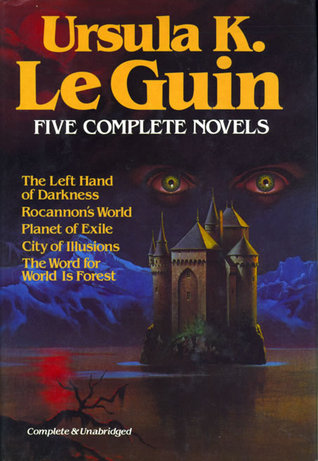 Ursula K.
Le Guin
FIVE COMPLETE NOVELS
The Left Hand
of Darkness
Rocannon's World
Planet of Exile
City of Illusions
The Word for
World Is Forest
Complete & Unabridged